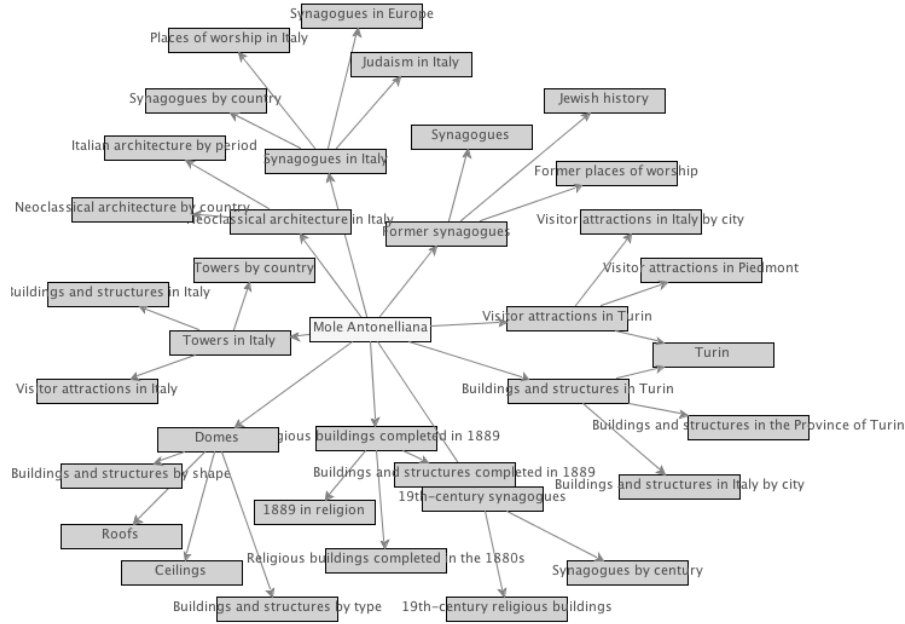 Synagogues in Europe
Places of worship in Italy
Judaism in Italy
Synagogues by country
Jewish history
Synagogues
Italian architecture by period
Synagogues in Italy
Former places of worship
Neoclassical architecture by country
Neoclassical architecture in Italy
Visitor attractions in Italy by city
Former synagogues
Towers by country
Visitor attractions in Piedmont
Buildings and structures in Italy
Visitor attractions in Turin
Mole Antonelliana
Towers in Italy
Turin
Visitor attractions in Italy
Buildings and structures in Turin
Buildings and structures in the Province of Turin
Domes
buildings completed in 1889
Buildings and structures by shape
Buildings and structures completed in 1889
Buildings and structures in Italy by city
19th-century synagogues
1889 in religion
Roofs
Religious buildings completed in the 1880s
Ceilings
Synagogues by century
Buildings and structures by type
19th-century religious buildings